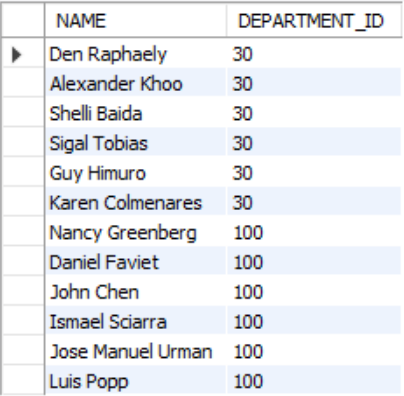 NAME DEPARTMENT_ID
Den Raphaely 30
Alexander Khoo 30
Shelli Baida 30
Sigal Tobias 30
Guy Himuro 30
Karen Colmenares 30
Nancy Greenberg 100
Daniel Faviet 100
John Chen 100
Ismael Sciarra 100
Jose Manuel Urman 100
Luis Popp 100